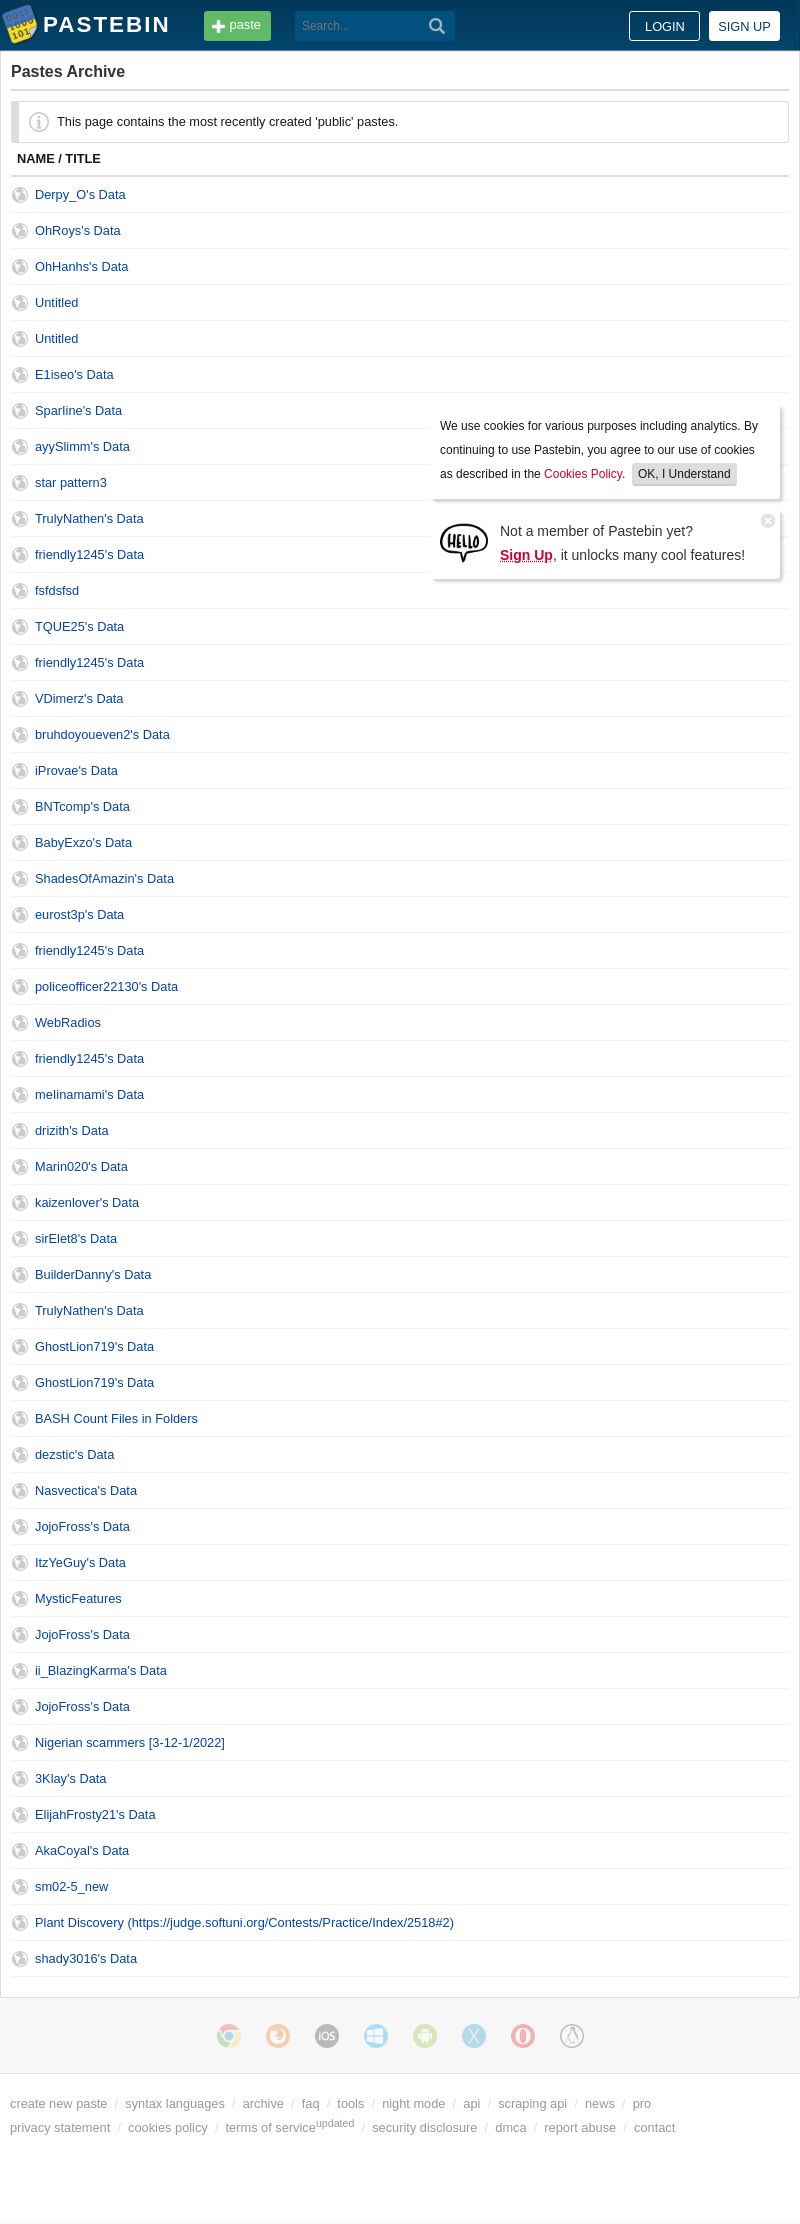 PASTEBIN
paste
Search...
LOGIN
SIGN UP
Pastes Archive
This page contains the most recently created 'public' pastes.
NAME / TITLE
Derpy_O's Data
OhRoys's Data
OhHanhs's Data
Untitled
Untitled
E1iseo's Data
Sparline's Data
ayySlimm's Data
star pattern3
TrulyNathen's Data
friendly1245's Data
We use cookies for various purposes including analytics. By
continuing to use Pastebin, you agree to our use of cookies
as described in the Cookies Policy. OK, I Understand
HELLO
Not a member of Pastebin yet?
Sign Up, it unlocks many cool features!
fsfdsfsd
TQUE25's Data
friendly1245's Data
VDimerz's Data
bruhdoyoueven2's Data
iProvae's Data
BNTcomp's Data
BabyExzo's Data
ShadesOfAmazin's Data
eurost3p's Data
friendly1245's Data
policeofficer22130's Data
WebRadios
friendly1245's Data
melinamami's Data
drizith's Data
Marin020's Data
kaizenlover's Data
sirElet8's Data
BuilderDanny's Data
TrulyNathen's Data
GhostLion719's Data
GhostLion719's Data
BASH Count Files in Folders
dezstic's Data
Nasvectica's Data
JojoFross's Data
ItzYeGuy's Data
MysticFeatures
JojoFross's Data
ii_BlazingKarma's Data
JojoFross's Data
Nigerian scammers [3-12-1/2022]
3Klay's Data
ElijahFrosty21's Data
AkaCoyal's Data
sm02-5_new
Plant Discovery (https://judge.softuni.org/Contests/Practice/Index/2518#2)
shady3016's Data
iOS
create new paste / syntax languages / archive / faq / tools / night mode / api / scraping api / news / pro
privacy statement / cookies policy / terms of service updated / security disclosure / dmca / report abuse / contact